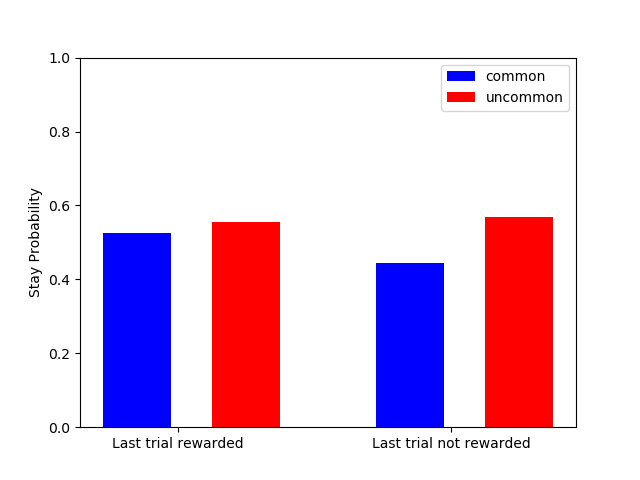 1.0
0.8
0.6
0.4
0.2
0.0
Stay Probability
common
uncommon
Last trial rewarded
Last trial not rewarded